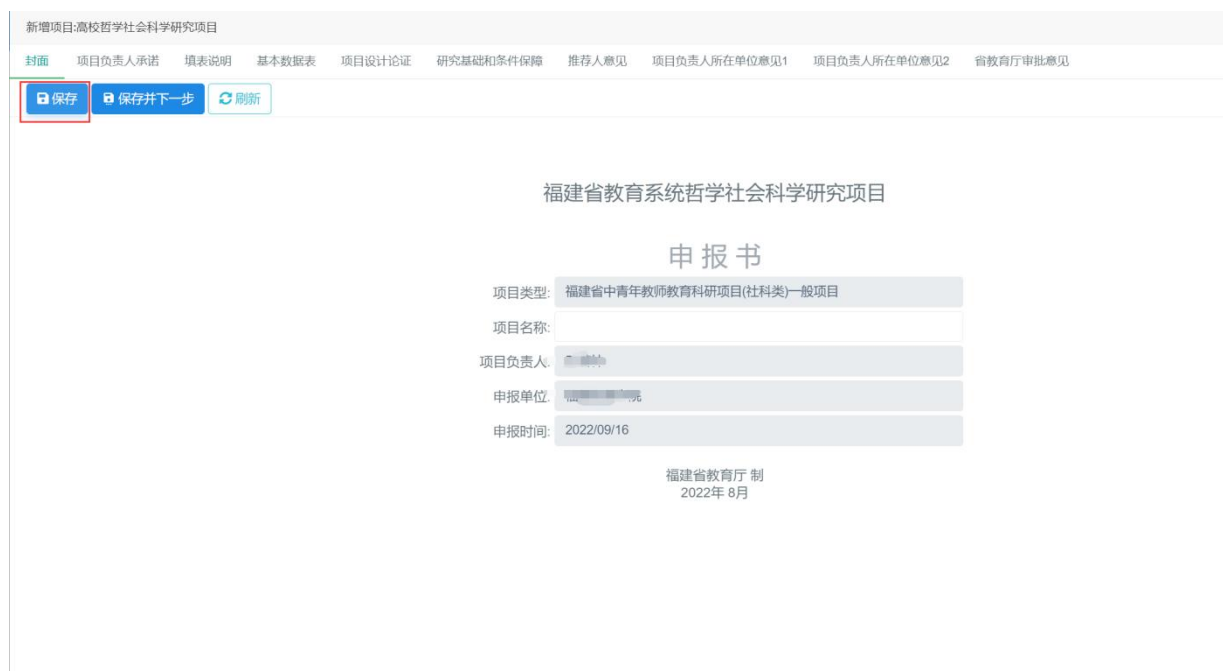 新增项目:高校哲学社会科学研究项目
封面 项目负责人承诺 填表说明 基本数据表 项目设计论证 研究基础和条件保障 推荐人意见 项目负责人所在单位意见1 项目负责人所在单位意见2 省教育厅审批意见
保存 保存并下一步 刷新
福建省教育系统哲学社会科学研究项目
申 报 书
项目类型: 福建省中青年教师教育科研项目(社科类)一般项目
项目名称:
项目负责人:
申报单位:
申报时间: 2022/09/16
福建省教育厅 制
2022年 8月